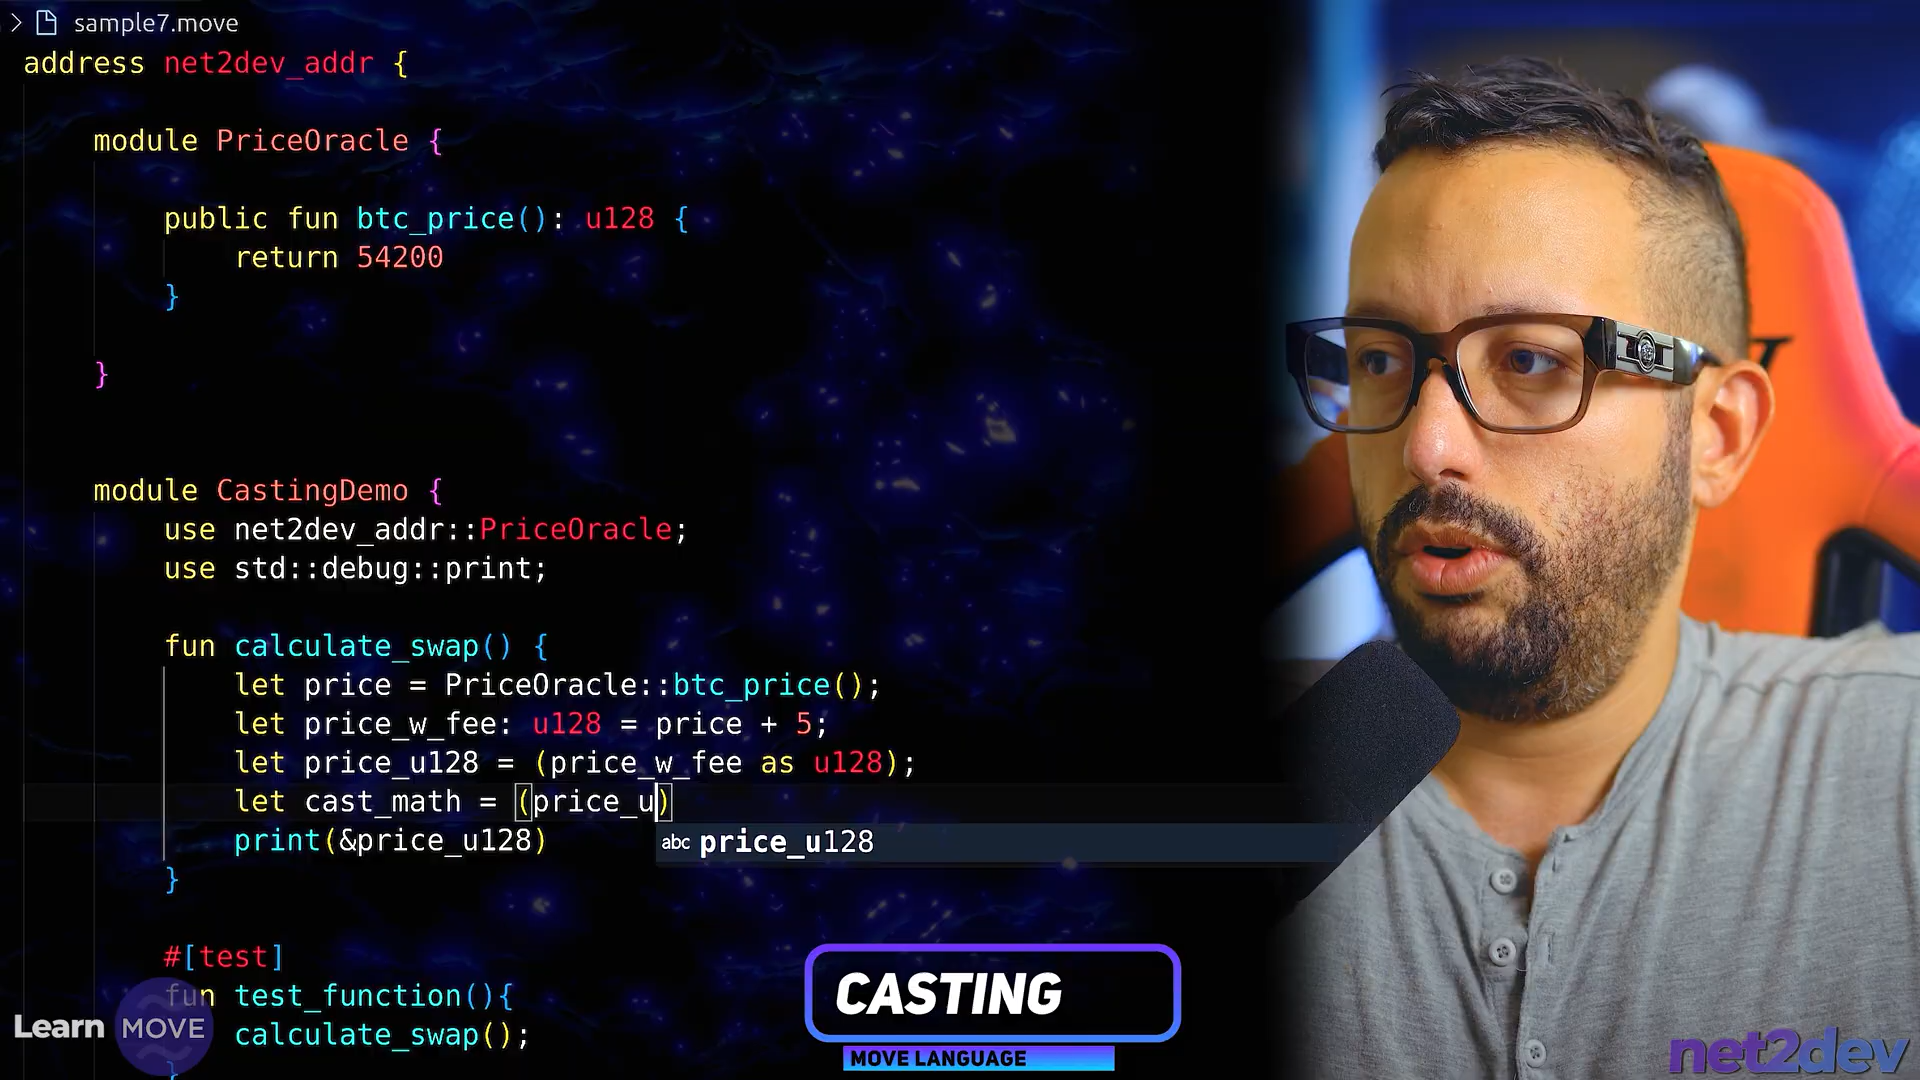 sample7.move
address net2dev_addr {
module PriceOracle {
public fun btc_price(): u128 {
return 54200
}
}
module CastingDemo {
use net2dev_addr::PriceOracle;
use std::debug::print;
fun calculate_swap() {
let price = PriceOracle::btc_price();
let price_w_fee: u128 = price + 5;
let price_u128 = (price_w_fee as u128);
let cast_math = (price_u)
abc price_u128
print(&price_u128)
}
#[test]
fun test_function(){
calculate_swap();
}
Learn MOVE
CASTING
MOVE LANGUAGE
net2dev